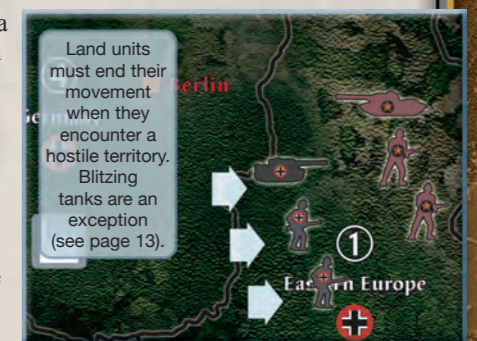 a
Land units
must end their
movement
when they
encounter a
hostile territory.
Blitzing
tanks are an
exception
(see page 13).
Berlin
1
Eastern Europe
e